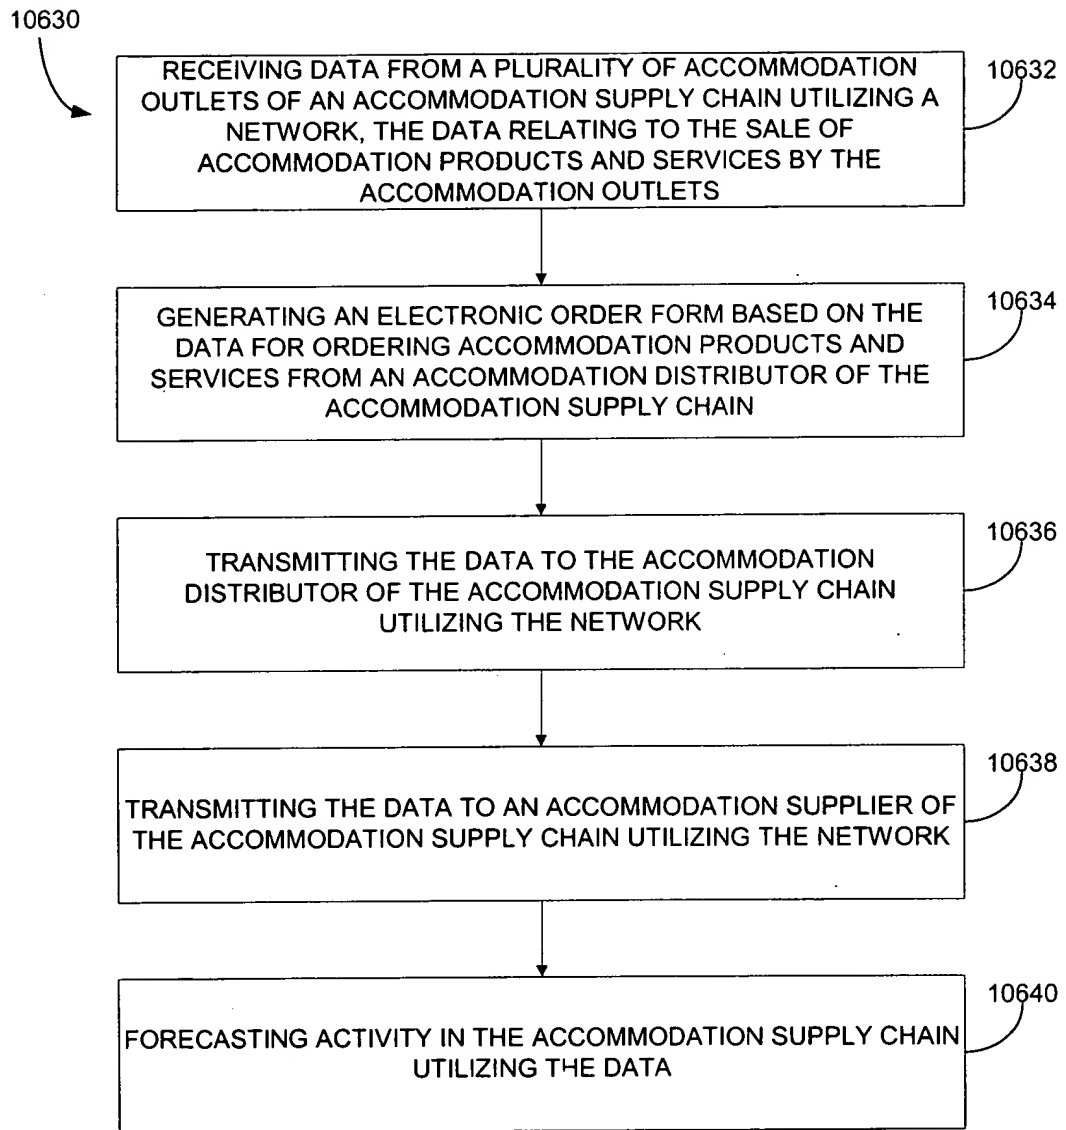 10630
RECEIVING DATA FROM A PLURALITY OF ACCOMMODATION
OUTLETS OF AN ACCOMMODATION SUPPLY CHAIN UTILIZING A
NETWORK, THE DATA RELATING TO THE SALE OF
ACCOMMODATION PRODUCTS AND SERVICES BY THE
ACCOMMODATION OUTLETS
10632
GENERATING AN ELECTRONIC ORDER FORM BASED ON THE
DATA FOR ORDERING ACCOMMODATION PRODUCTS AND
SERVICES FROM AN ACCOMMODATION DISTRIBUTOR OF THE
ACCOMMODATION SUPPLY CHAIN
10634
TRANSMITTING THE DATA TO THE ACCOMMODATION
DISTRIBUTOR OF THE ACCOMMODATION SUPPLY CHAIN
UTILIZING THE NETWORK
10636
TRANSMITTING THE DATA TO AN ACCOMMODATION SUPPLIER OF
THE ACCOMMODATION SUPPLY CHAIN UTILIZING THE NETWORK
10638
FORECASTING ACTIVITY IN THE ACCOMMODATION SUPPLY CHAIN
UTILIZING THE DATA
10640